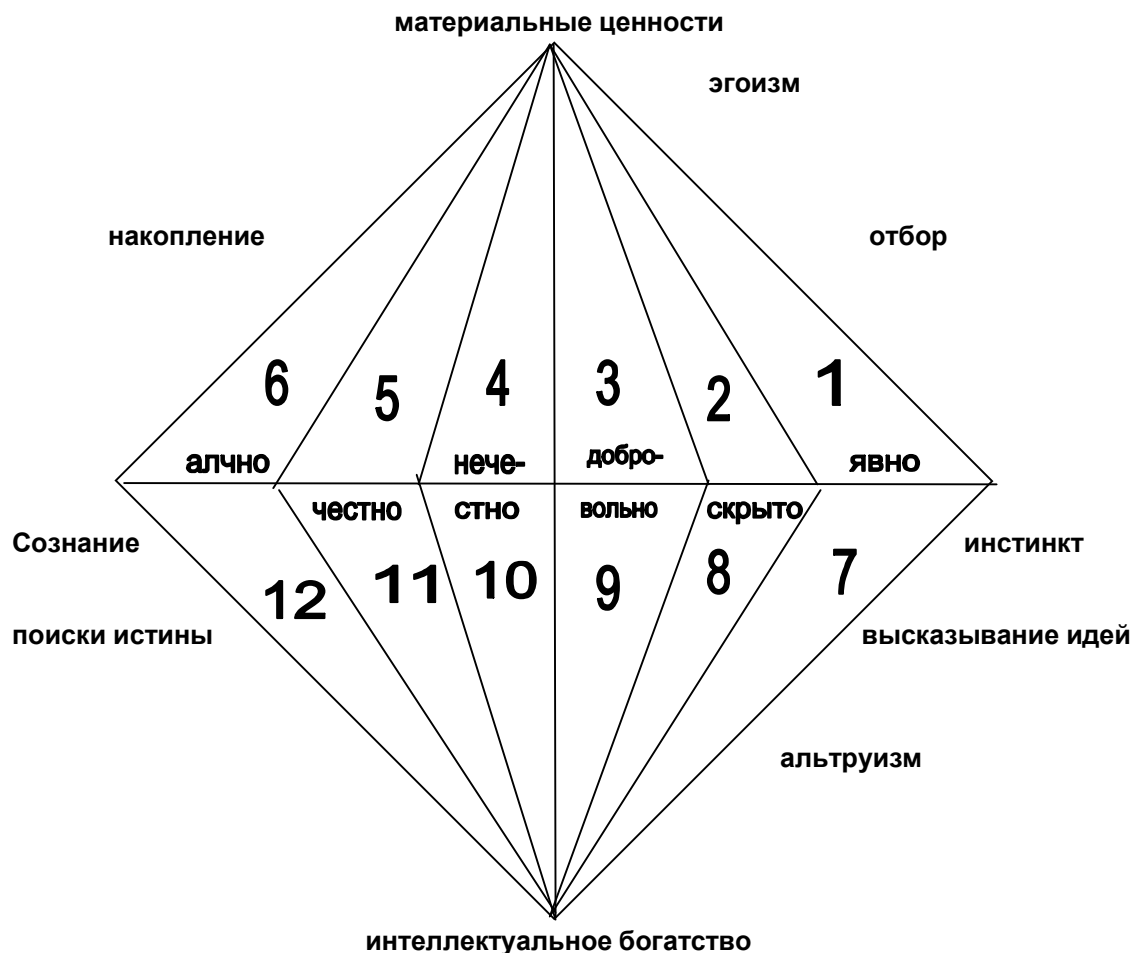 материальные ценности
эгоизм
накопление
отбор
6 5 4 3 2 1
алчно нече- добро- явно
честно стно вольно скрыто
Сознание инстинкт
12 11 10 9 8 7
поиски истины высказывание идей
альтруизм
интеллектуальное богатство